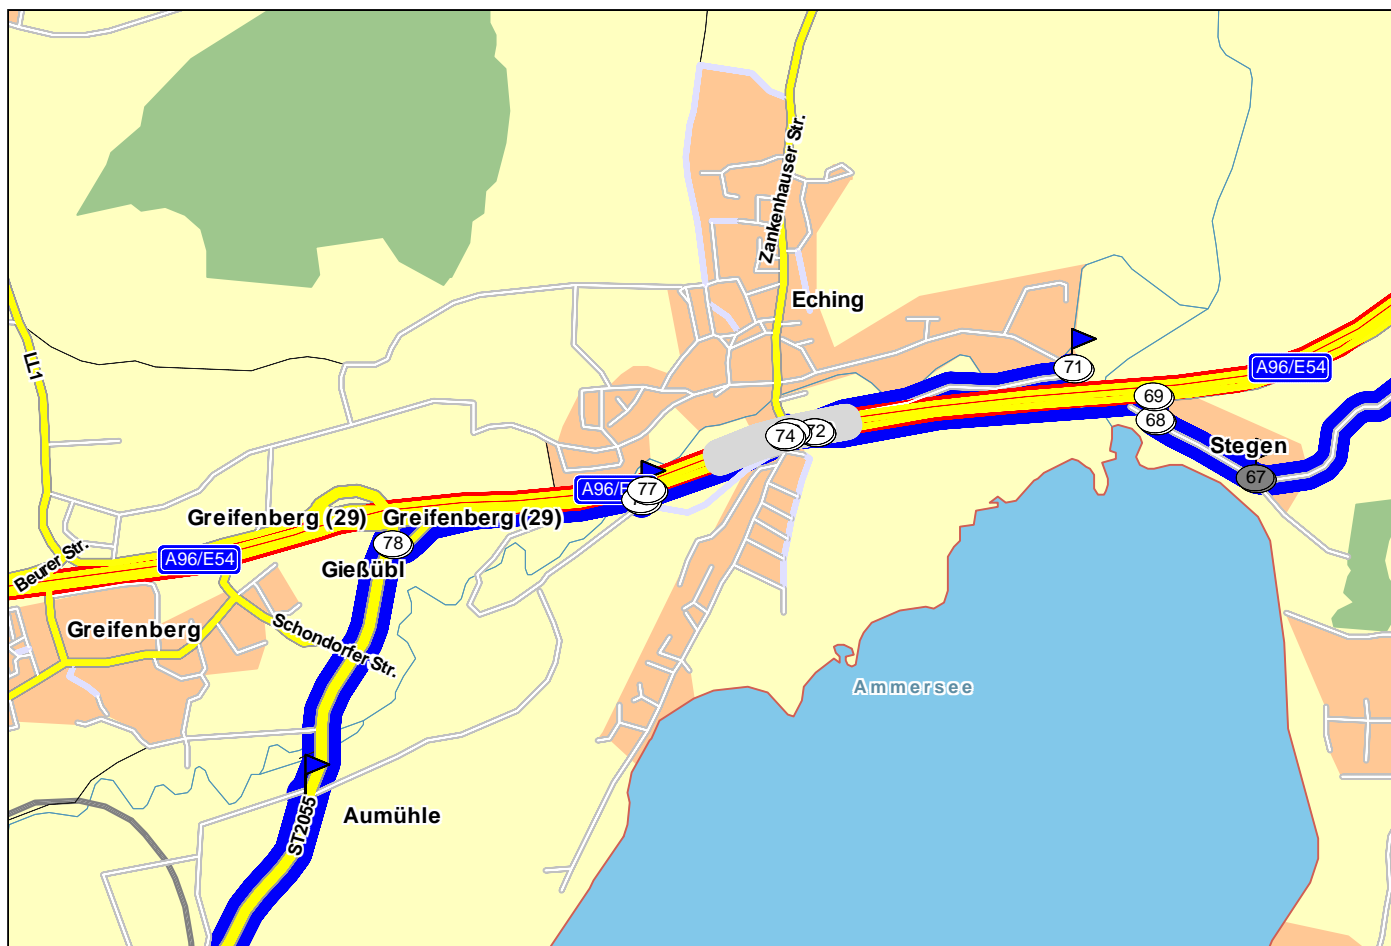 Zankenhauser Str.
Eching
LL1
71
A96/E54
69
68
Stegen
67
74
72
77
A96/E
Greifenberg (29)
Greifenberg (29)
78
A96/E54
Beurer Str.
Gießübl
Greifenberg
Schondorfer Str.
Ammersee
ST2055
Aumühle